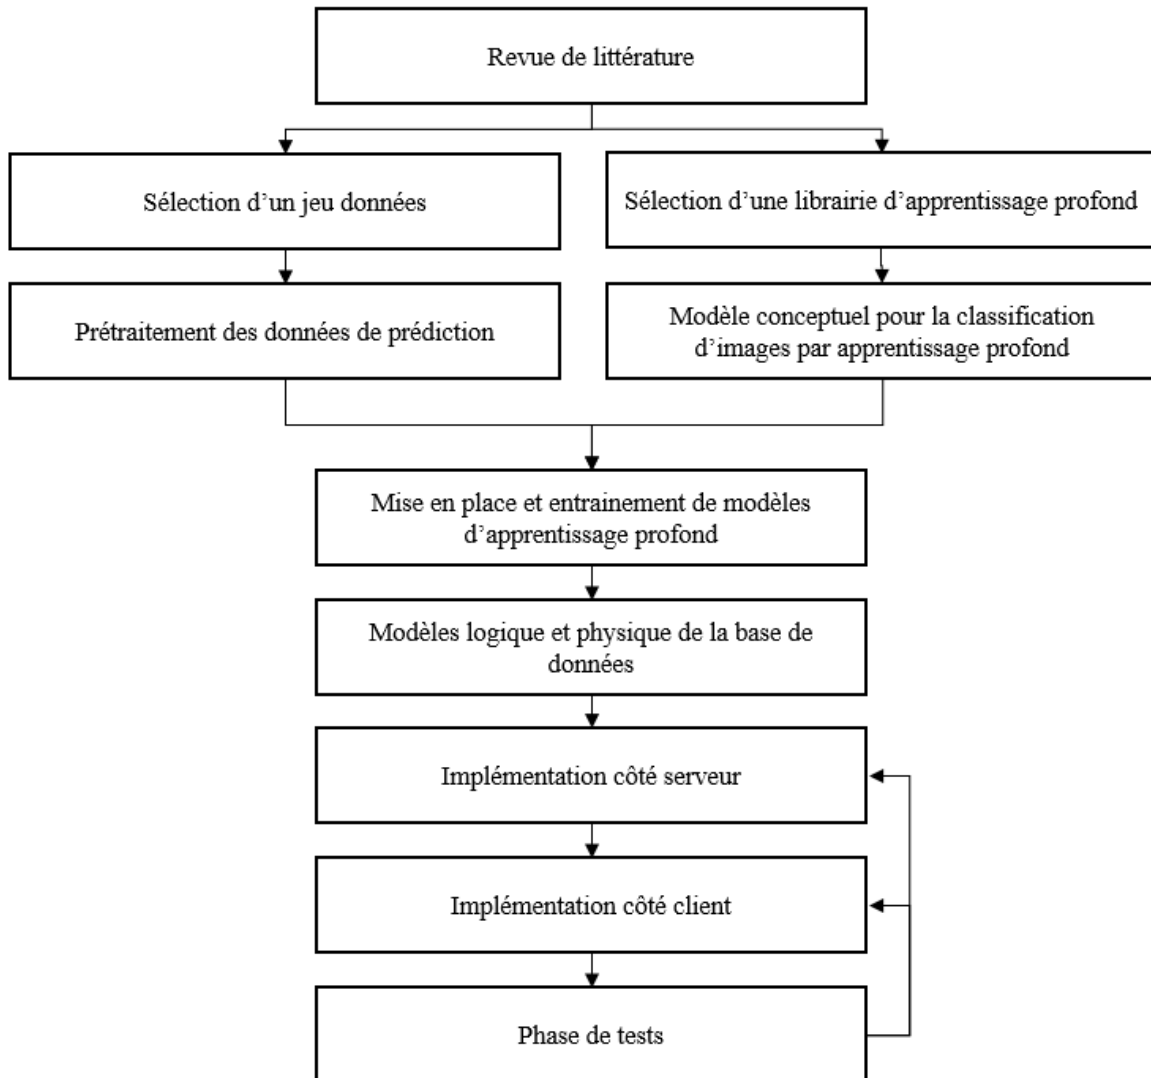 Revue de littérature
Sélection d'un jeu données
Sélection d'une librairie d'apprentissage profond
Prétraitement des données de prédiction
Modèle conceptuel pour la classification
d'images par apprentissage profond
Mise en place et entrainement de modèles
d'apprentissage profond
Modèles logique et physique de la base de
données
Implémentation côté serveur
Implémentation côté client
Phase de tests